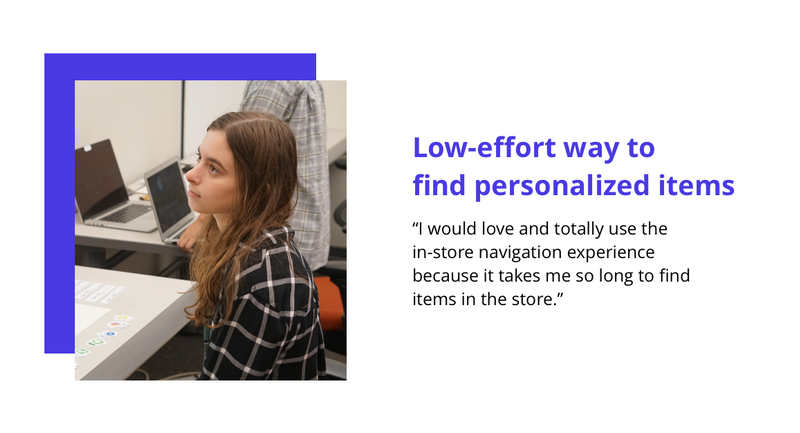 Low-effort way to
find personalized items
“I would love and totally use the
in-store navigation experience
because it takes me so long to find
items in the store.”